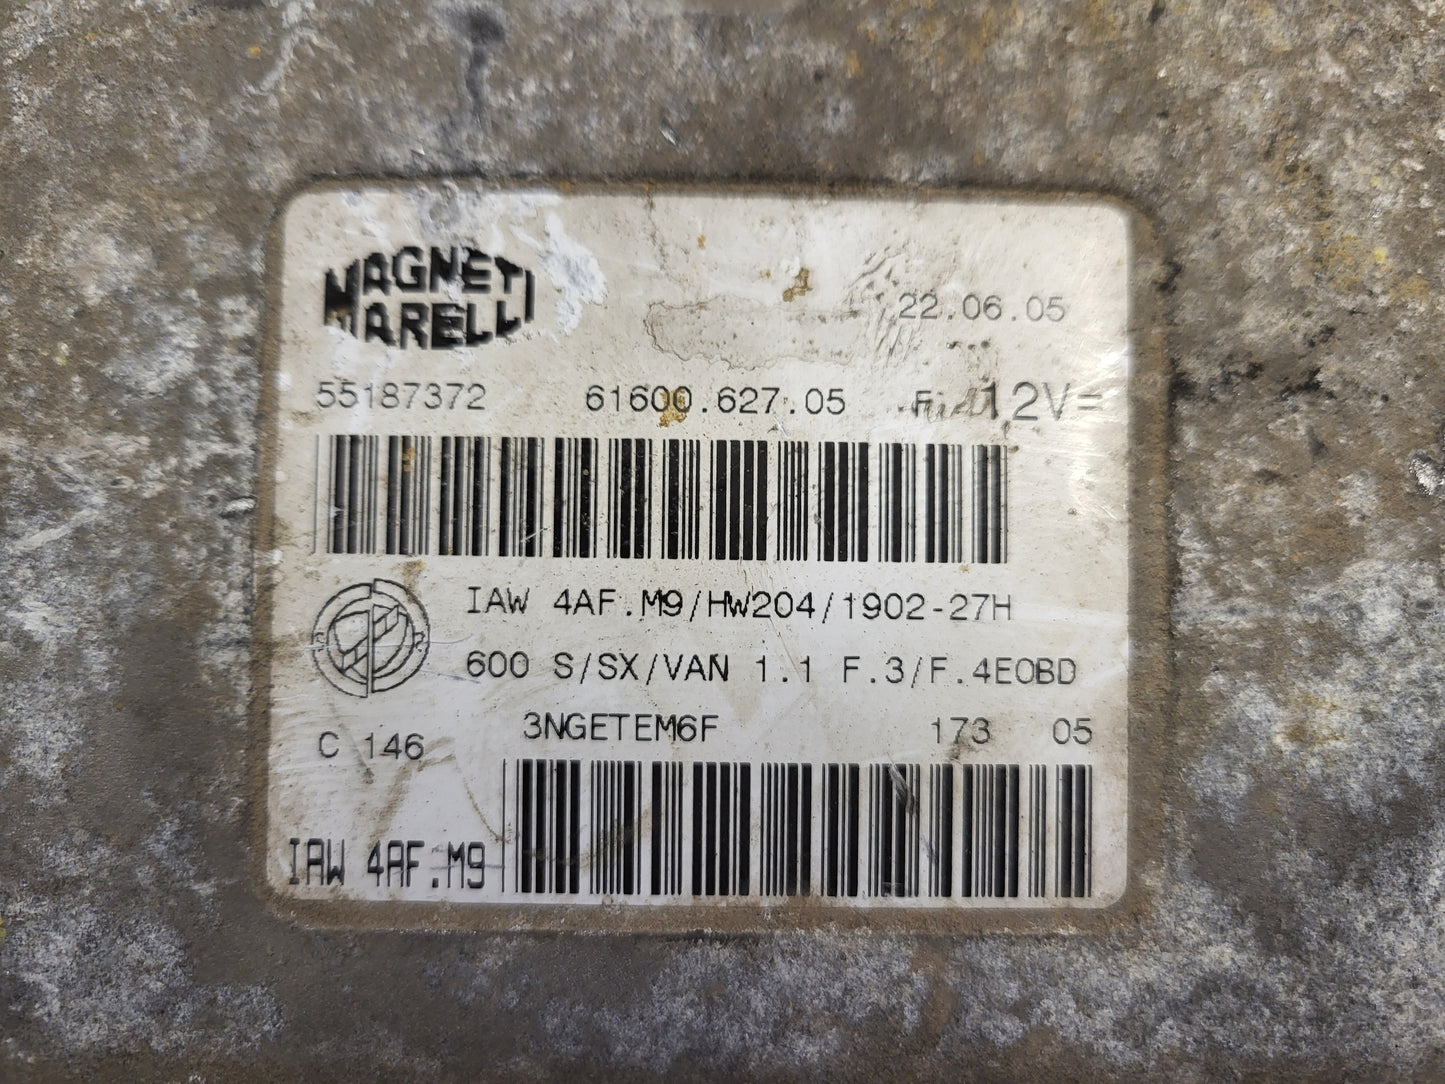 MAGNETI
MARELLI
22.06.05
55187372 61600.627.05 12V=
IAW 4AF.M9/HW204/1902-27H
600 S/SX/VAN 1.1 F.3/F.4EOBD
C 146 3NGETEM6F 173 05
IAW 4AF.M9